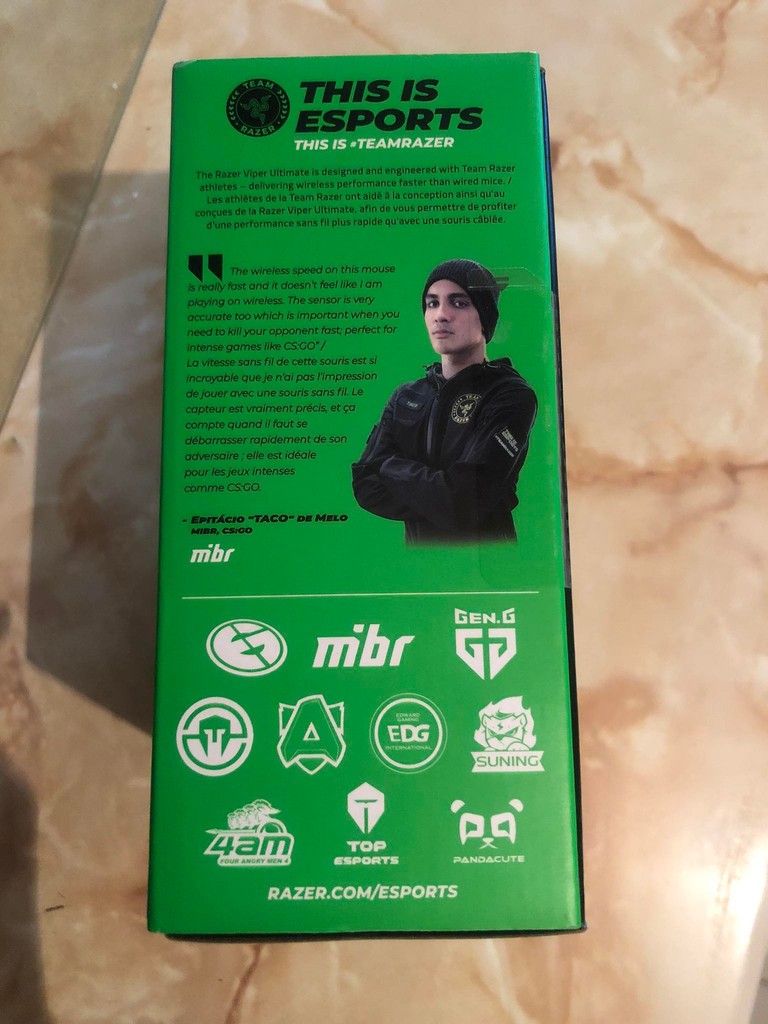 TEAM
RAZER
THIS IS
ESPORTS
THIS IS #TEAMRAZER
The Razer Viper Ultimate is designed and engineered with Team Razer
athletes – delivering wireless performance faster than wired mice. /
Les athlètes de la Team Razer ont aidé à la conception ainsi qu'au
conçues de la Razer Viper Ultimate, afin de vous permettre de profiter
d'une performance sans fil plus rapide qu'avec une souris câblée.
The wireless speed on this mouse
is really fast and it doesn't feel like I am
playing on wireless. The sensor is very
accurate too which is important when you
need to kill your opponent fast; perfect for
intense games like CS:GO" /
La vitesse sans fil de cette souris est si
incroyable que je n'ai pas l'impression
de jouer avec une souris sans fil. Le
capteur est vraiment précis, et ça
compte quand il faut se
débarrasser rapidement de son
adversaire ; elle est idéale
pour les jeux intenses
comme CS:GO.
TEAM
RAZER
- EPITÁCIO "TACO" DE MELO
MIBR, CS:GO
mibr
mibr
GEN.G
EDWARD
GAMING
EDG
INTERNATIONAL
SUNING
4am
FOUR ANGRY MEN 4
TOP
ESPORTS
PANDACUTE
RAZER.COM/ESPORTS